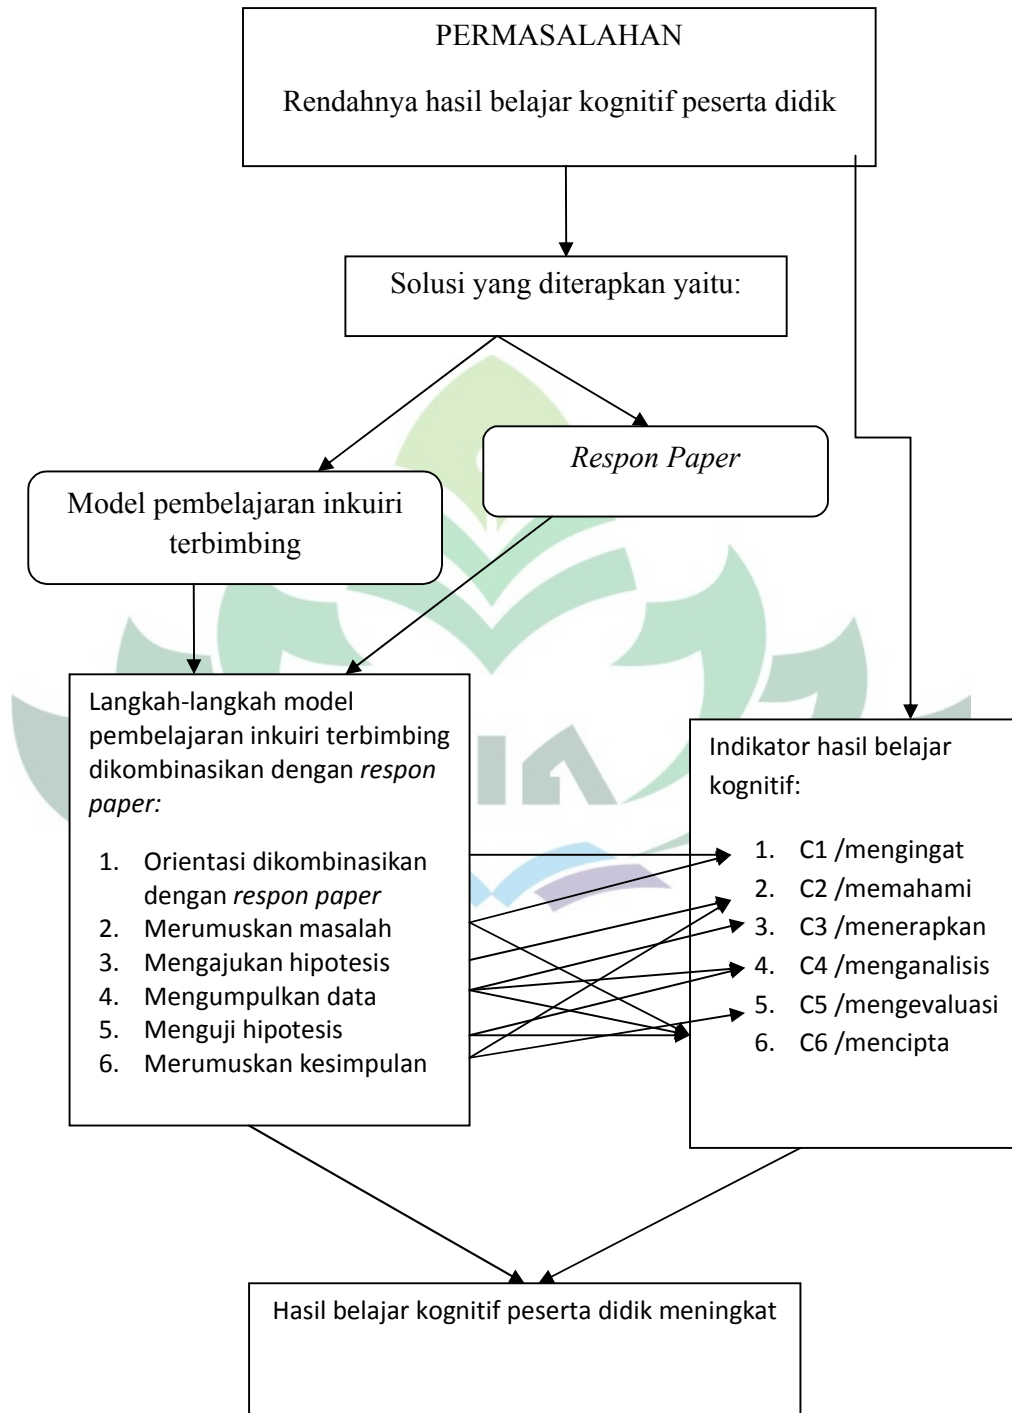 PERMASALAHAN
Rendahnya hasil belajar kognitif peserta didik
Solusi yang diterapkan yaitu:
Respon Paper
Model pembelajaran inkuiri
terbimbing
Langkah-langkah model
pembelajaran inkuiri terbimbing
dikombinasikan dengan respon
paper:
1. Orientasi dikombinasikan
dengan respon paper
2. Merumuskan masalah
3. Mengajukan hipotesis
4. Mengumpulkan data
5. Menguji hipotesis
6. Merumuskan kesimpulan
Indikator hasil belajar
kognitif:
1. C1 /mengingat
2. C2 /memahami
3. C3 /menerapkan
4. C4 /menganalisis
5. C5 /mengevaluasi
6. C6 /mencipta
Hasil belajar kognitif peserta didik meningkat